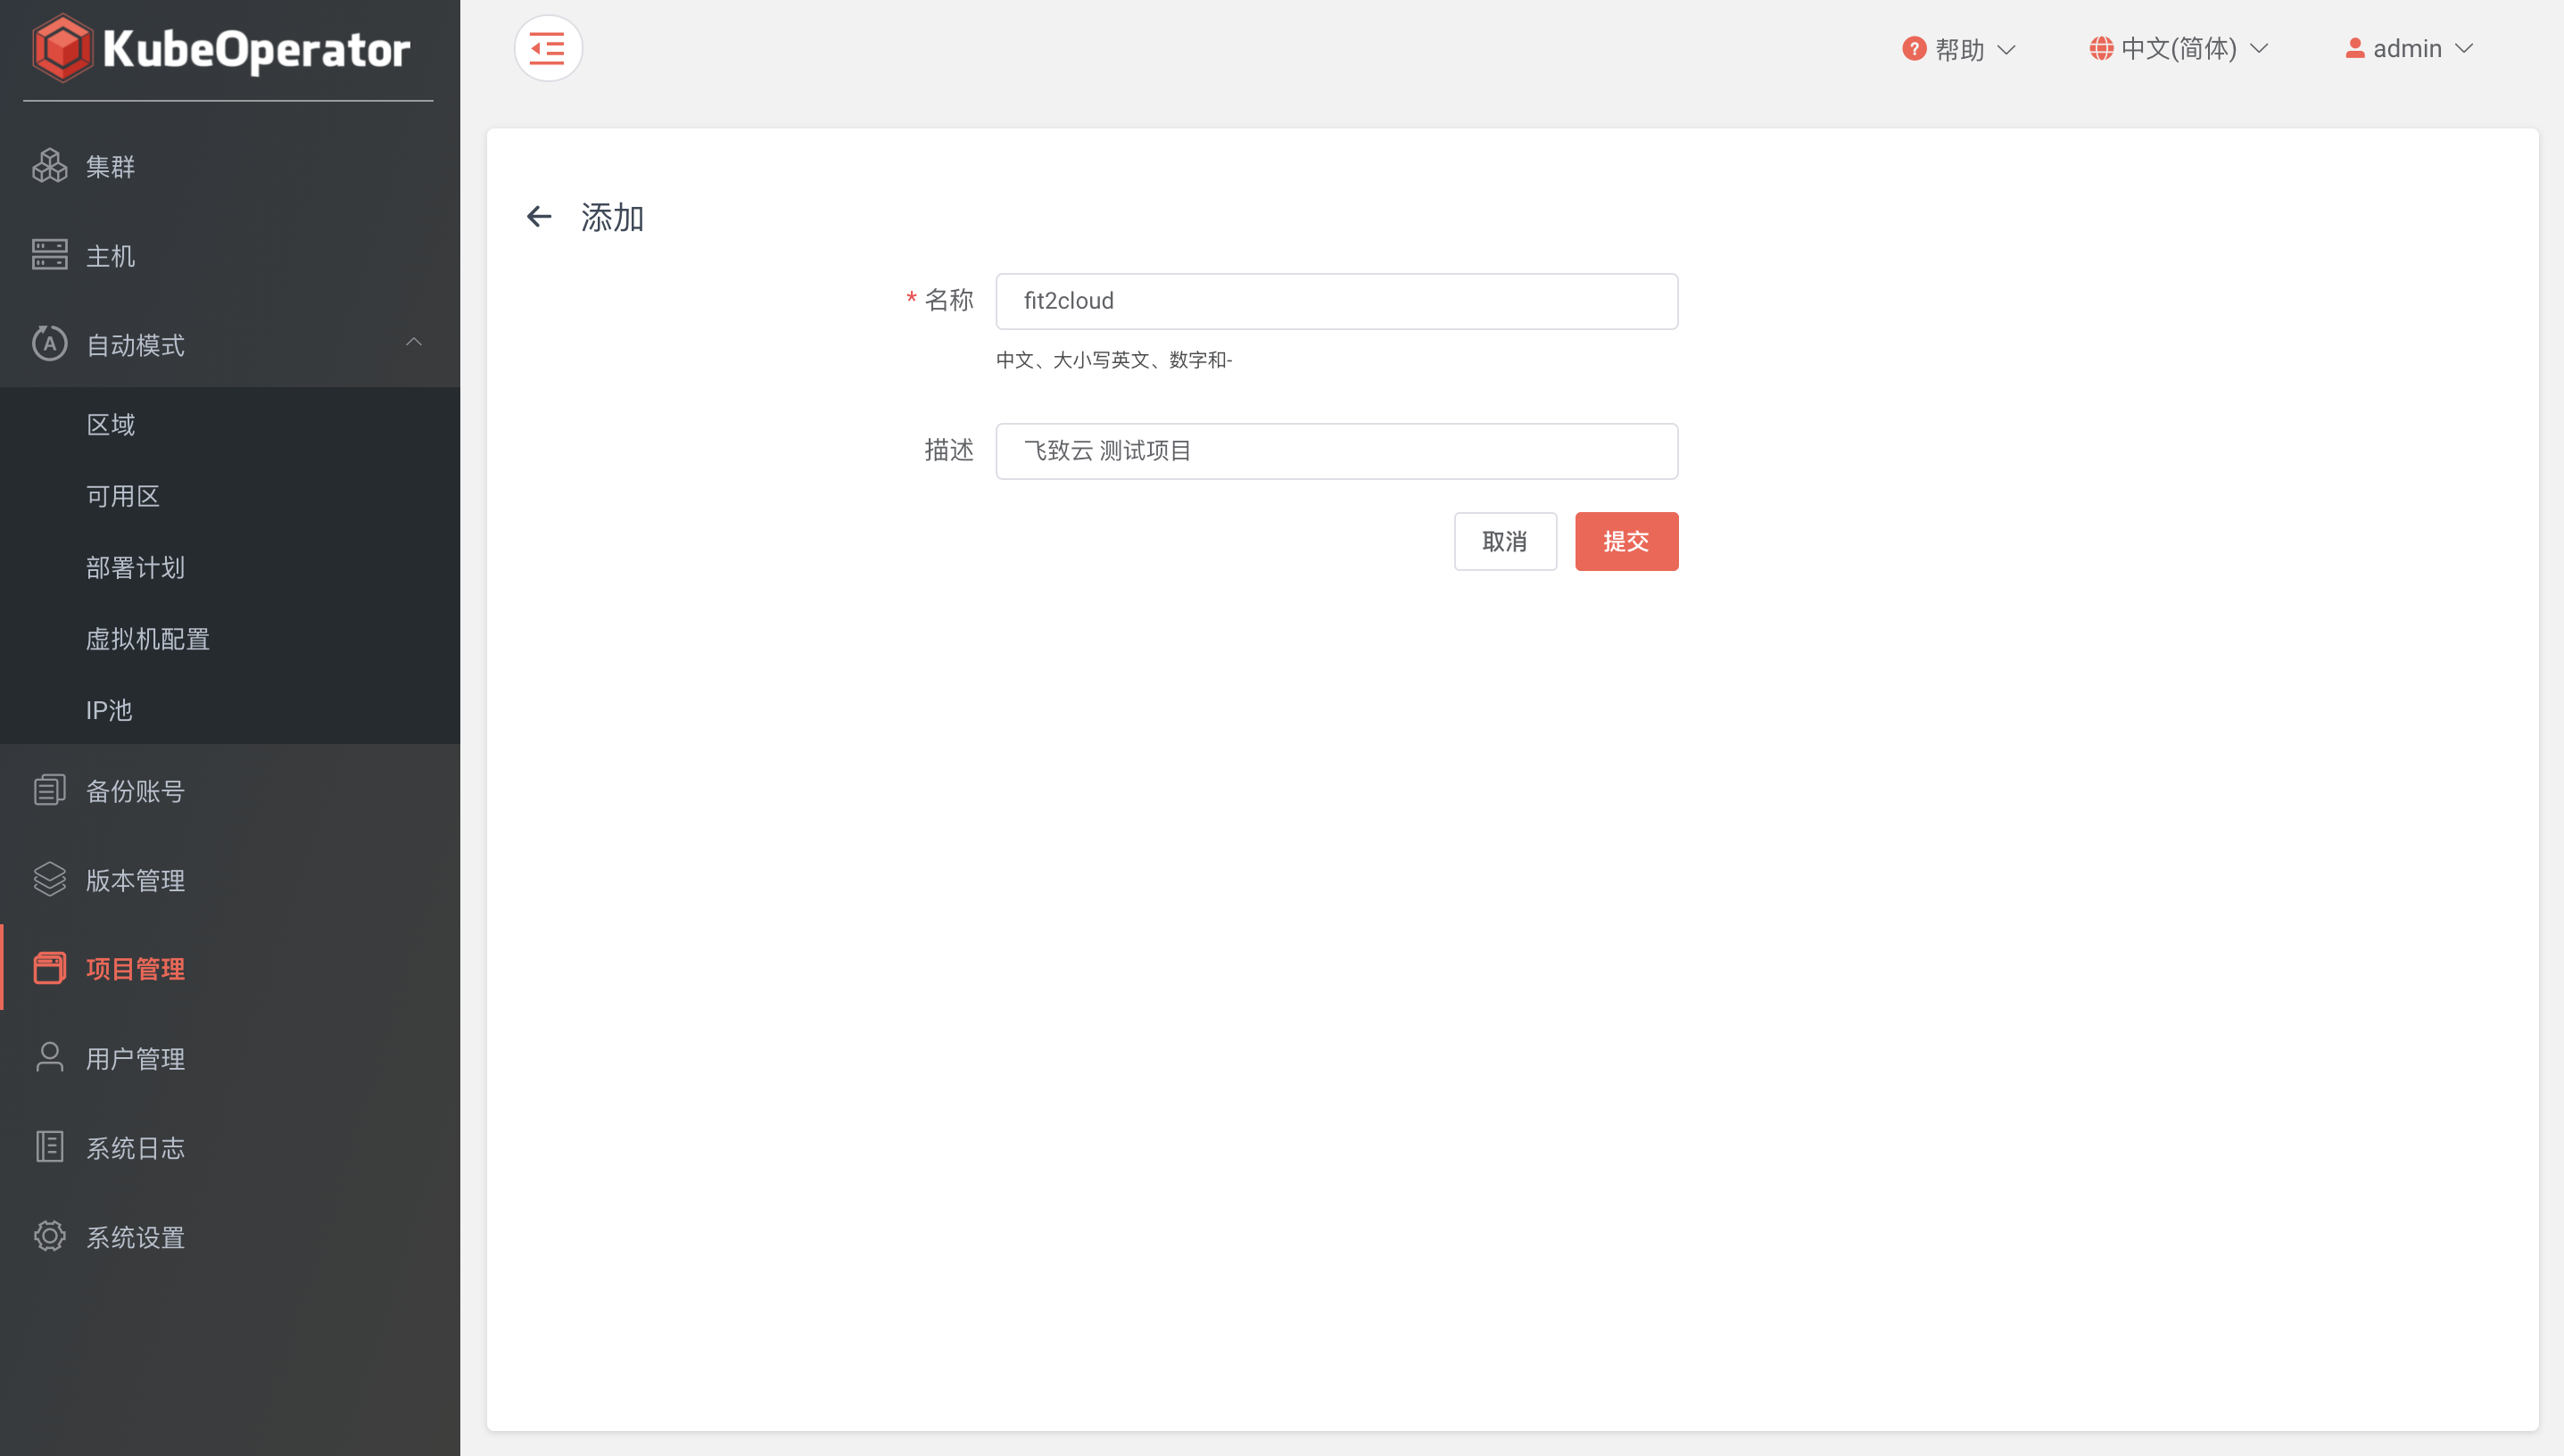 KubeOperator
帮助
中文(简体)
admin
集群
主机
自动模式
区域
可用区
部署计划
虚拟机配置
IP池
备份账号
版本管理
项目管理
用户管理
系统日志
系统设置
添加
* 名称
fit2cloud
中文、大小写英文、数字和-
描述
飞致云 测试项目
取消
提交